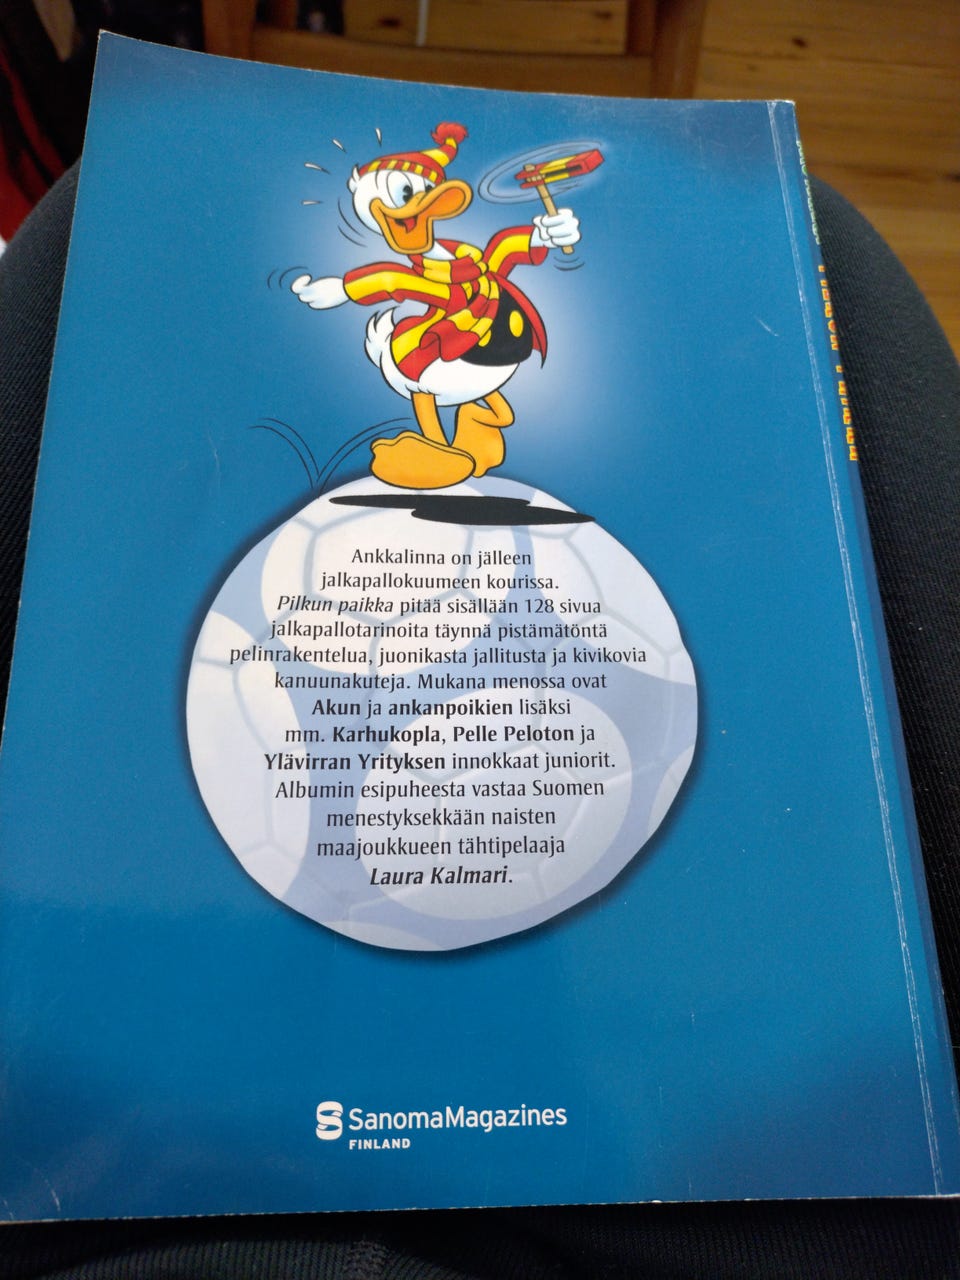 Ankkalinna on jälleen
jalkapallokuumeen kourissa.
Pilkun paikka pitää sisällään 128 sivua
jalkapallotarinoita täynnä pistämätöntä
pelinrakentelua, juonikasta jallitusta ja kivikovia
kanuunakuteja. Mukana menossa ovat
Akun ja ankanpoikien lisäksi
mm. Karhukopla, Pelle Peloton ja
Ylävirran Yrityksen innokkaat juniorit.
Albumin esipuheesta vastaa Suomen
menestyksekkään naisten
maajoukkueen tähtipelaaja
Laura Kalmari.
SanomaMagazines
FINLAND